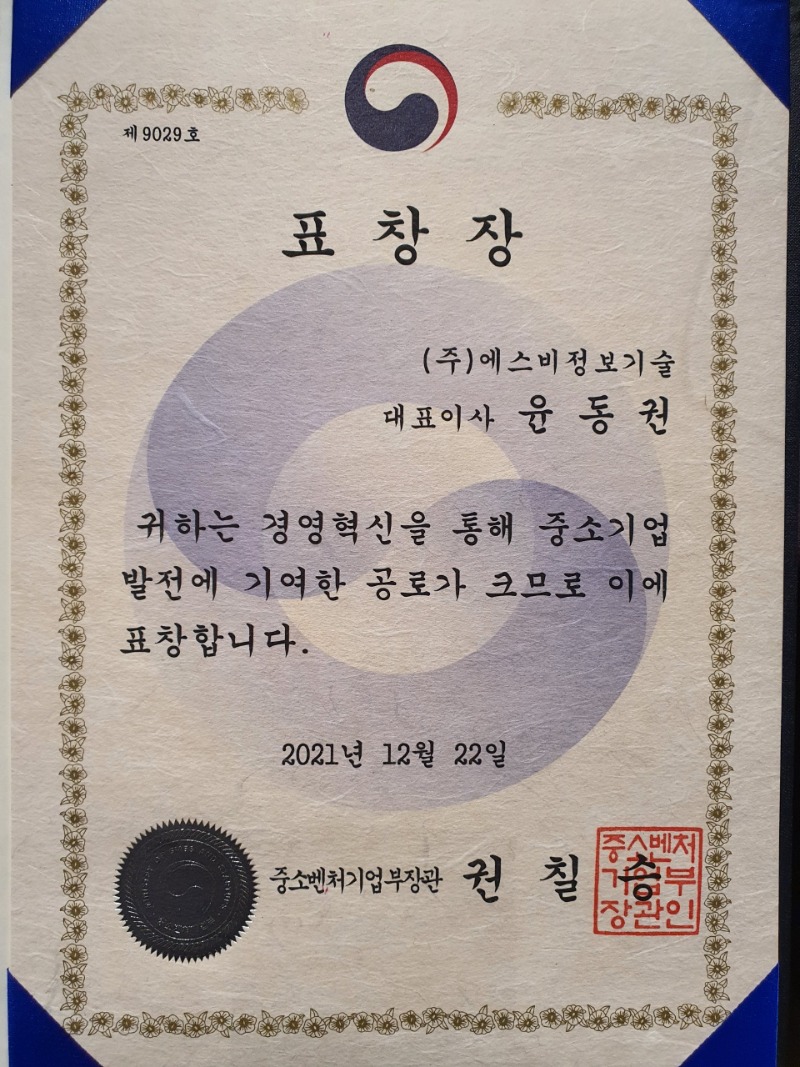 제 9029 호
표 창 장
(주)에스비정보기술
대표이사 윤 동 권
귀하는 경영혁신을 통해 중소기업
발전에 기여한 공로가 크므로 이에
표창합니다.
2021년 12월 22일
중소벤처기업부장관 권 칠 승
중소벤처
기업부
장관인